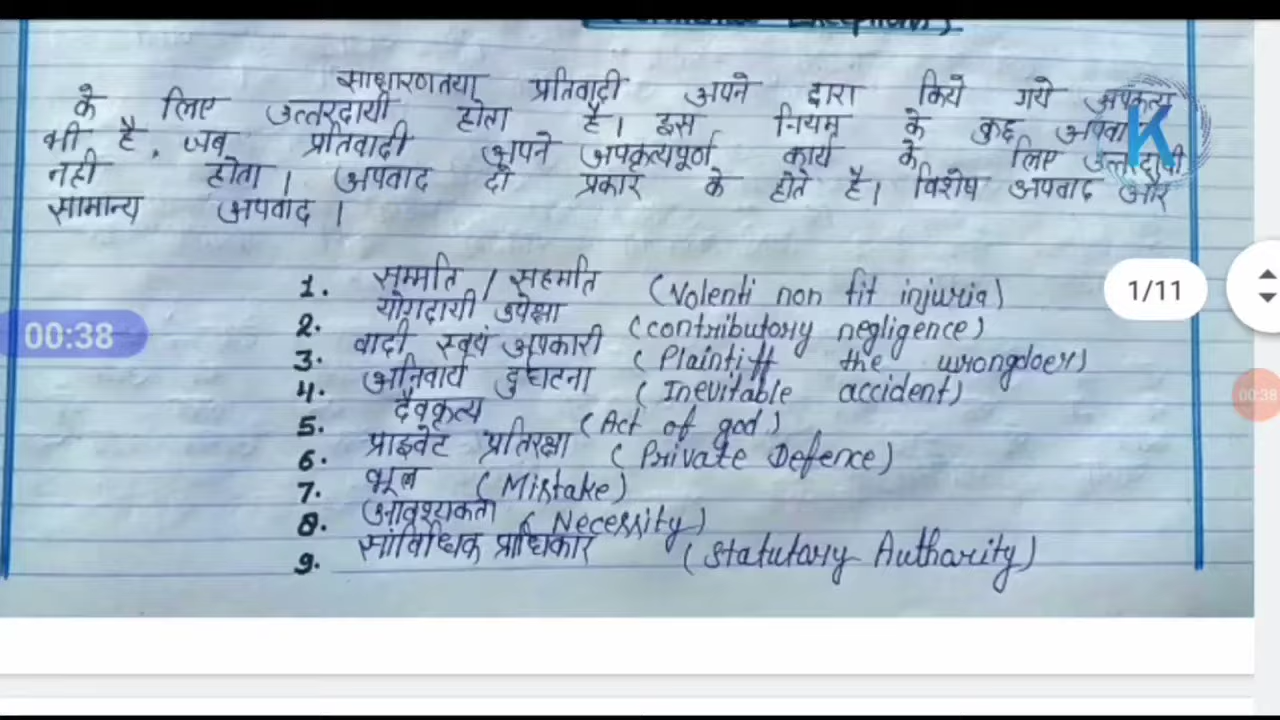 साधारणतया प्रतिवादी अपने द्वारा किये गये अपकृत्य
के लिए उत्तरदायी होता है। इस नियम के कुछ
भी है, जब प्रतिवादी अपने अपकृत्यपूर्ण कार्य के लिए उत्तरदायी
नही होता। अपवाद दो प्रकार के होते है। विशेष अपवाद और
सामान्य अपवाद।
1. सम्मति / सहमति (Volenti non fit injuria)
2. योगदायी उपेक्षा (contributory negligence)
3. वादी स्वयं अपकारी (Plaintiff the wrongdoer)
4. अनिवार्य दुर्घटना (Inevitable accident)
5. दैवकृत्य (Act of god)
6. प्राइवेट प्रतिरक्षा (Private Defence)
7. भूल (Mistake)
8. आवश्यकता (Necessity)
9. सांविधिक प्राधिकार (Statutary Autharity)
K
1/11
00:38
00:38